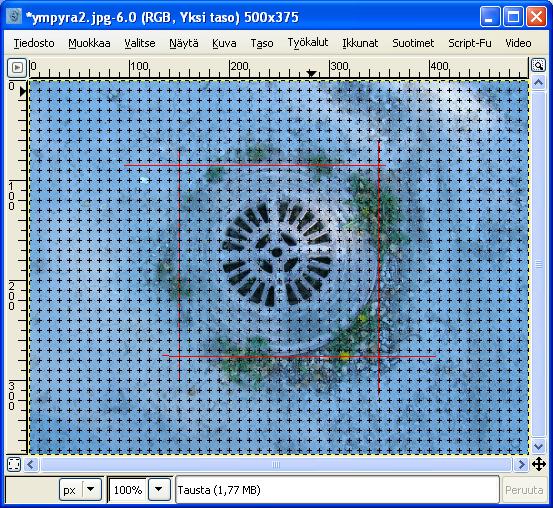 *ympyra2.jpg-6.0 (RGB, Yksi taso) 500x375
Tiedosto Muokkaa Valitse Näytä Kuva Taso Työkalut Ikkunat Suotimet Script-Fu Video
0 100 200 300 400
0
100
200
300
px 100% Tausta (1,77 MB) Peruuta